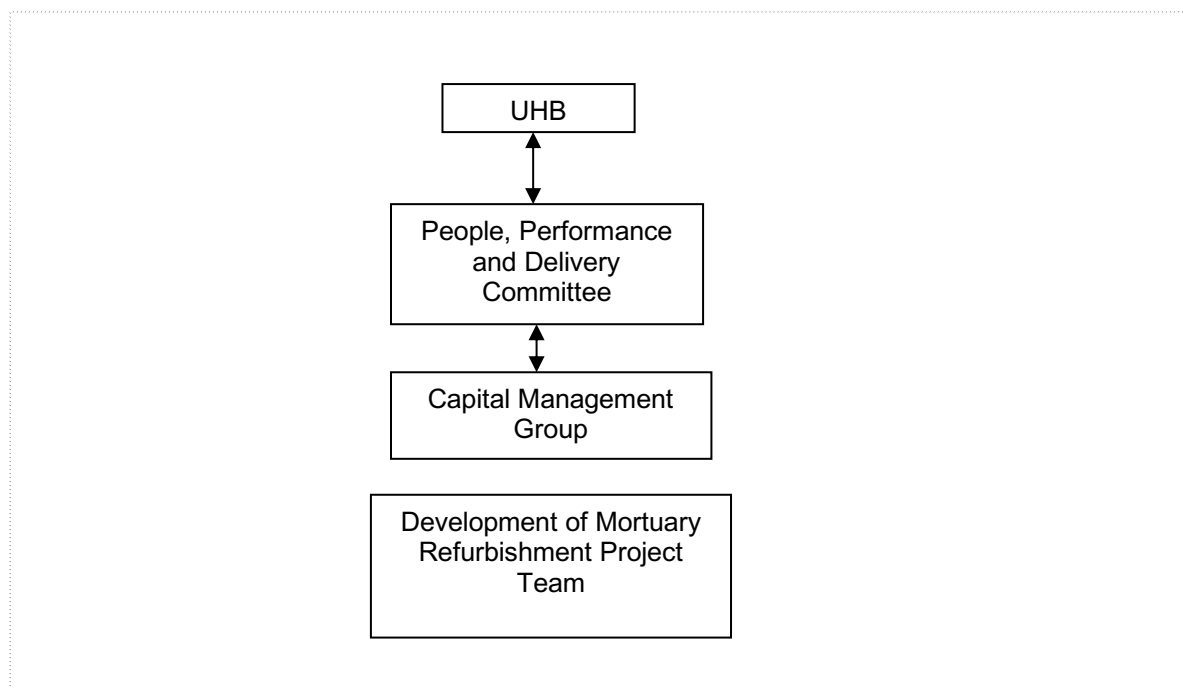 UHB
People, Performance
and Delivery
Committee
Capital Management
Group
Development of Mortuary
Refurbishment Project
Team